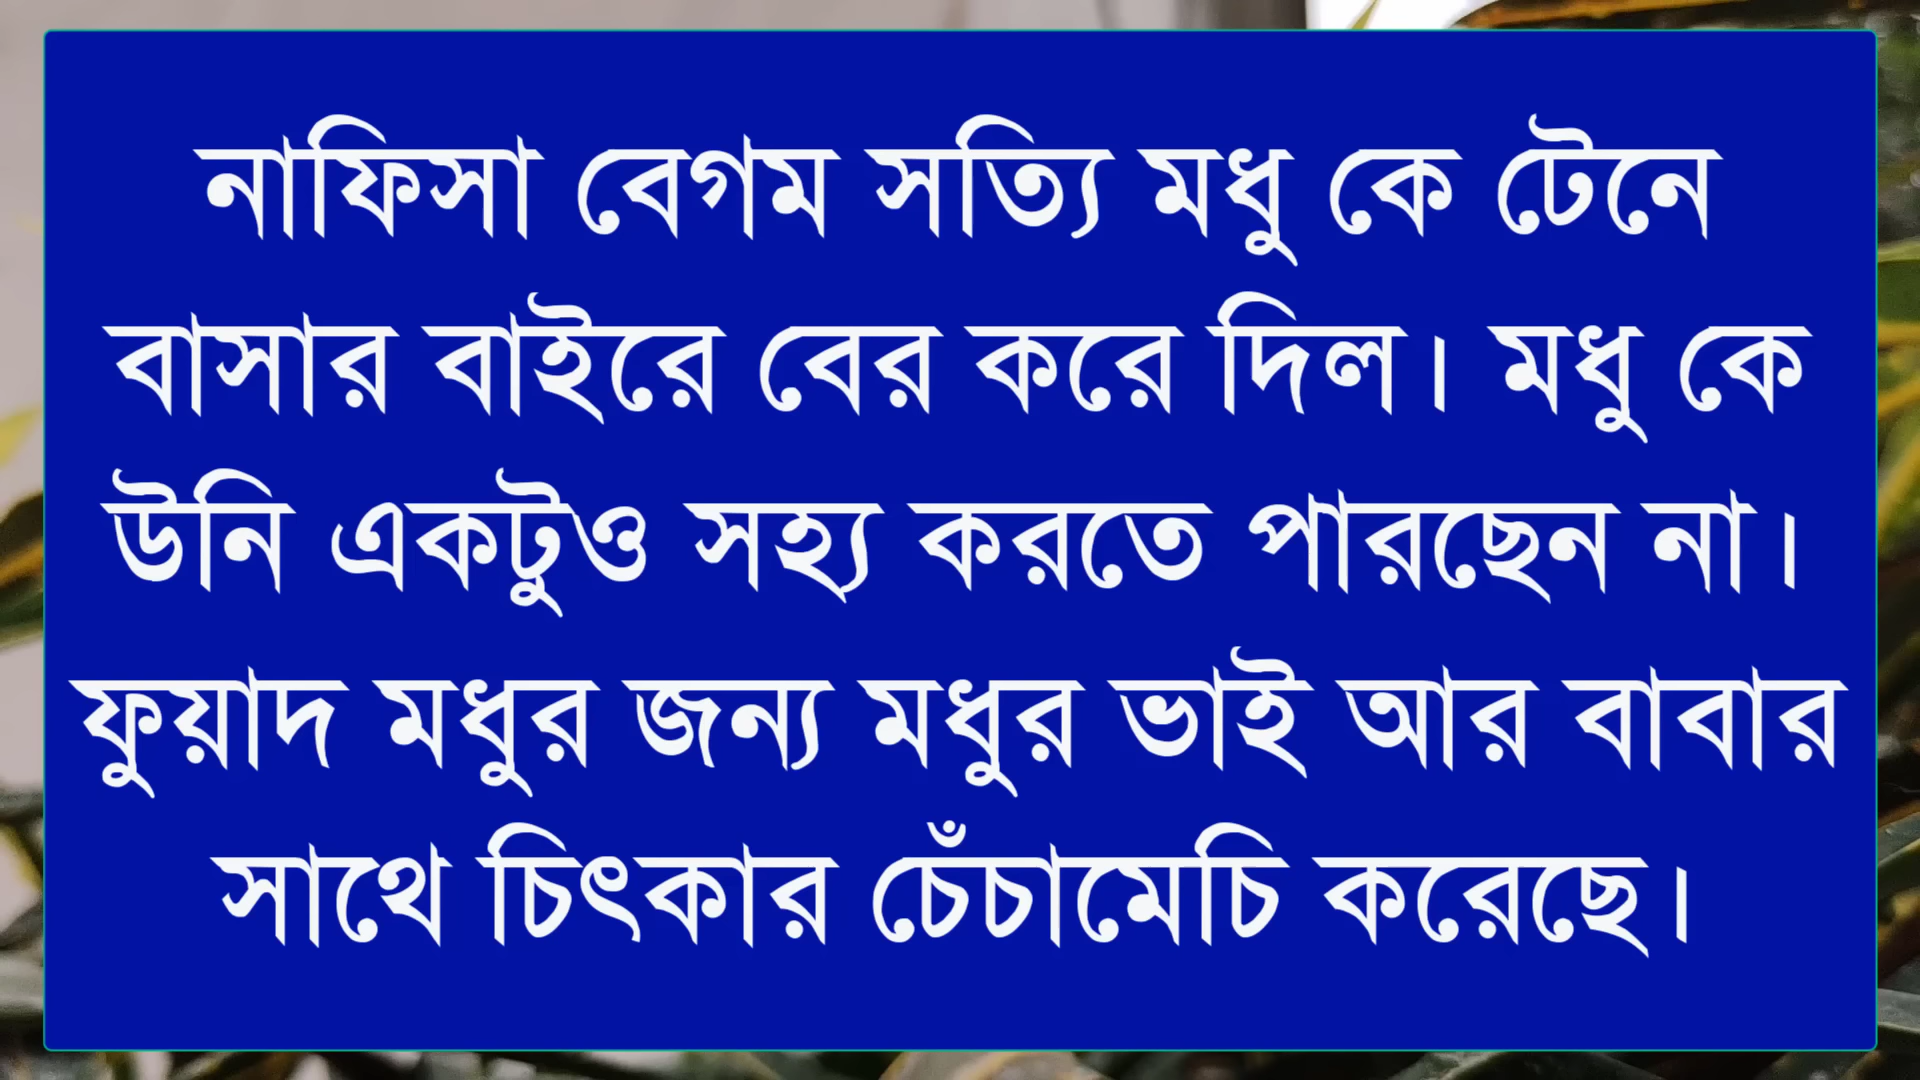 নাফিসা বেগম সত্যি মধু কে টেনে
বাসার বাইরে বের করে দিল। মধু কে
উনি একটুও সহ্য করতে পারছেন না।
ফুয়াদ মধুর জন্য মধুর ভাই আর বাবার
সাথে চিৎকার চেঁচামেচি করেছে।